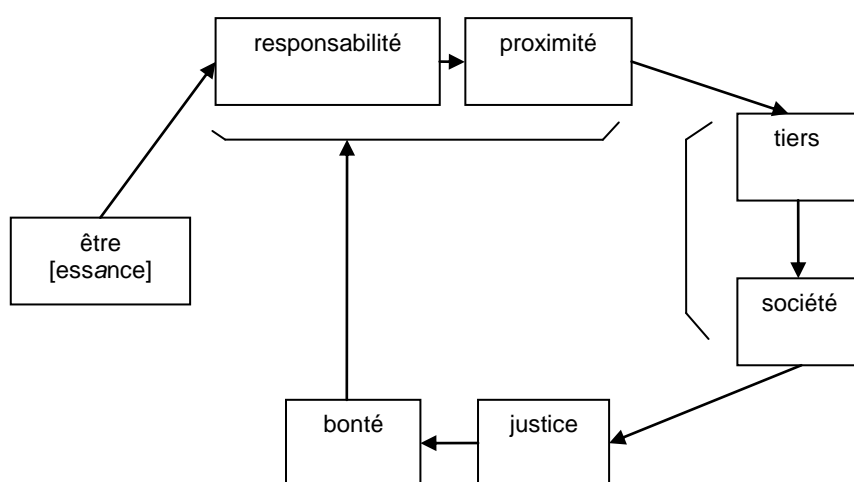 responsabilité
proximité
tiers
être
[essance]
société
bonté
justice